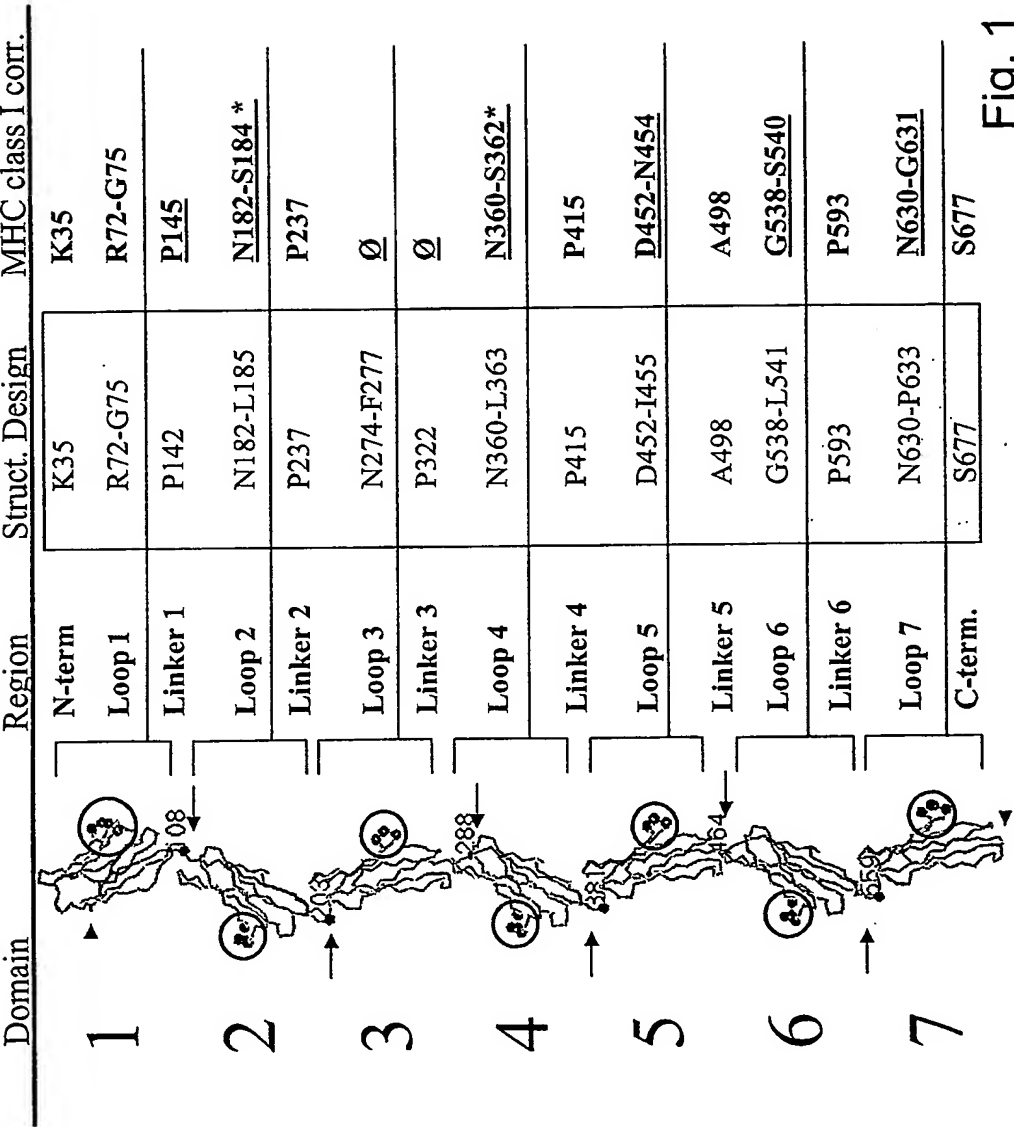 Domain Region Struct. Design MHC class I corr.
1 N-term K35 K35
Loop1 R72-G75 R72-G75
Linker 1 P142 P145
2 Loop 2 N182-L185 N182-S184 *
Linker 2 P237 P237
3 Loop 3 N274-F277 Ø
Linker 3 P322 Ø
288
4 Loop 4 N360-L363 N360-S362*
381
Linker 4 P415 P415
5 Loop 5 D452-I455 D452-N454
464
Linker 5 A498 A498
6 Loop 6 G538-L541 G538-S540
559
Linker 6 P593 P593
7 Loop 7 N630-P633 N630-G631
C-term. S677 S677
Fig. 1